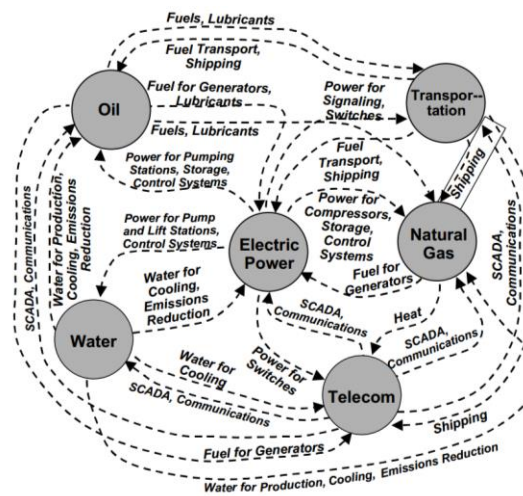 Fuels, Lubricants
Fuel Transport,
Shipping
Oil
Fuel for Generators,
Lubricants
Power for
Signaling,
Switches
Transpor--
tation
Fuels, Lubricants
Fuel
Transport,
Shipping
Shipping
Power for Pumping
Stations, Storage,
Control Systems
Power for
Compressors,
Storage,
Control
Systems
SCADA, Communications
Water for Production,
Cooling, Emissions
Reduction
Power for Pump
and Lift Stations,
Control Systems
Electric
Power
Natural
Gas
SCADA,
Communications
Water for
Cooling,
Emissions
Reduction
Fuel for
Generators
SCADA,
Communications
Heat
SCADA,
Communications
Water
Water for
Cooling
Power for
Switches
SCADA, Communications
Telecom
Shipping
Fuel for Generators
Water for Production, Cooling, Emissions Reduction